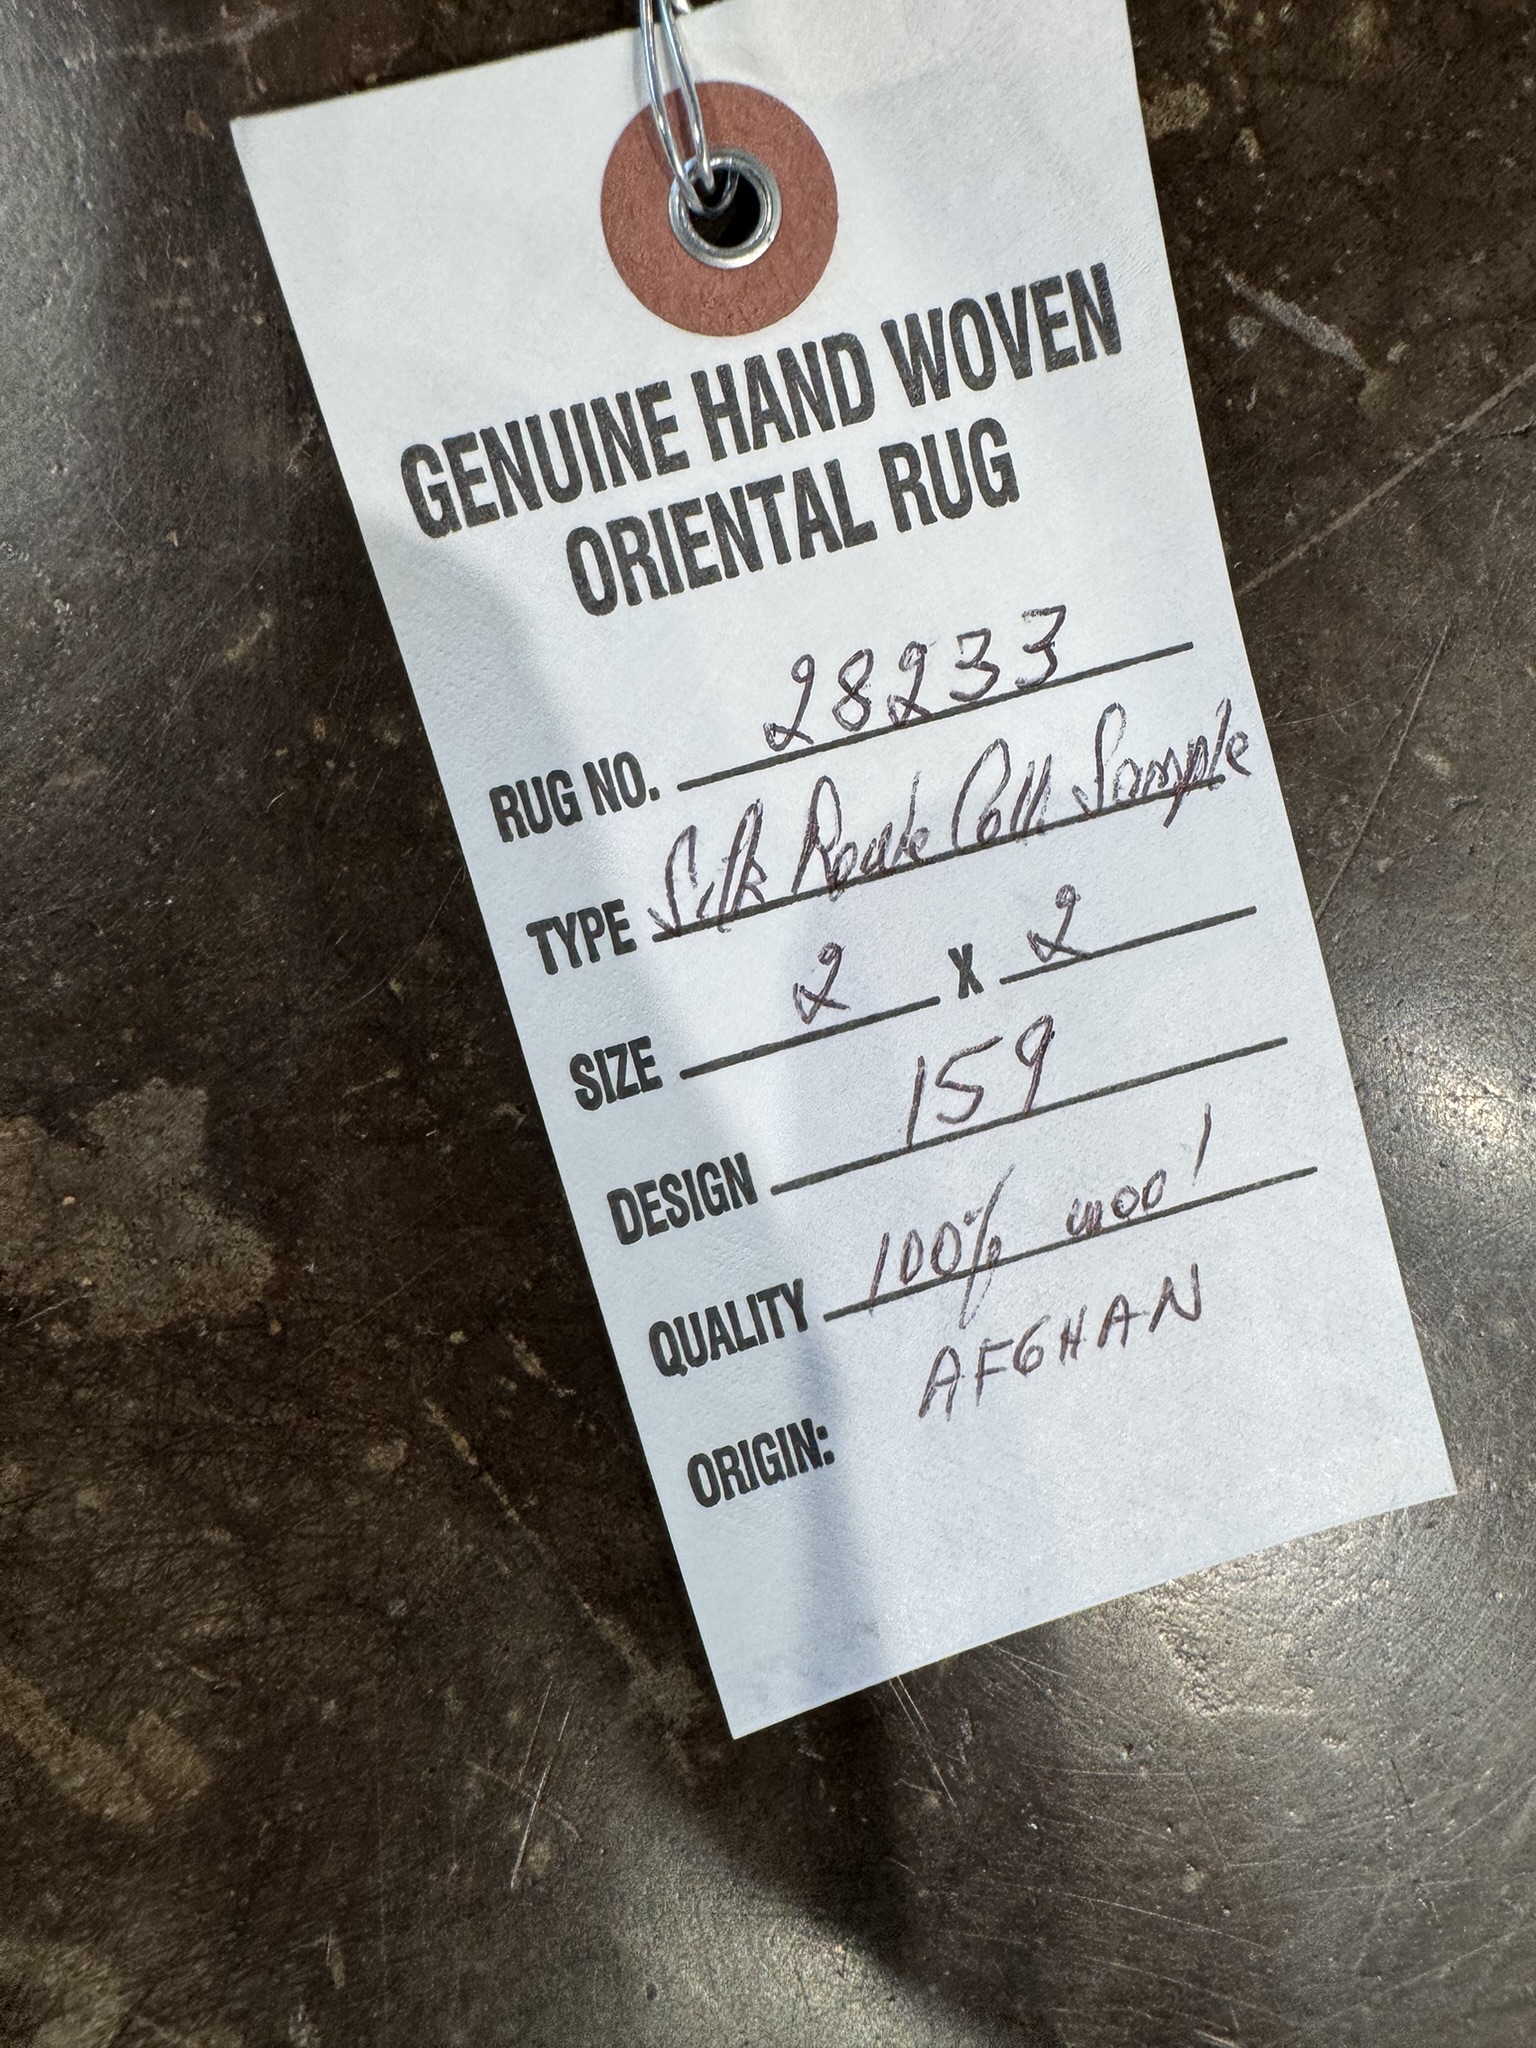 GENUINE HAND WOVEN
ORIENTAL RUG
RUG NO. 28233
TYPE Silk Route Coll Sample
SIZE 2 X 2
DESIGN 159
QUALITY 100% wool
ORIGIN: AFGHAN